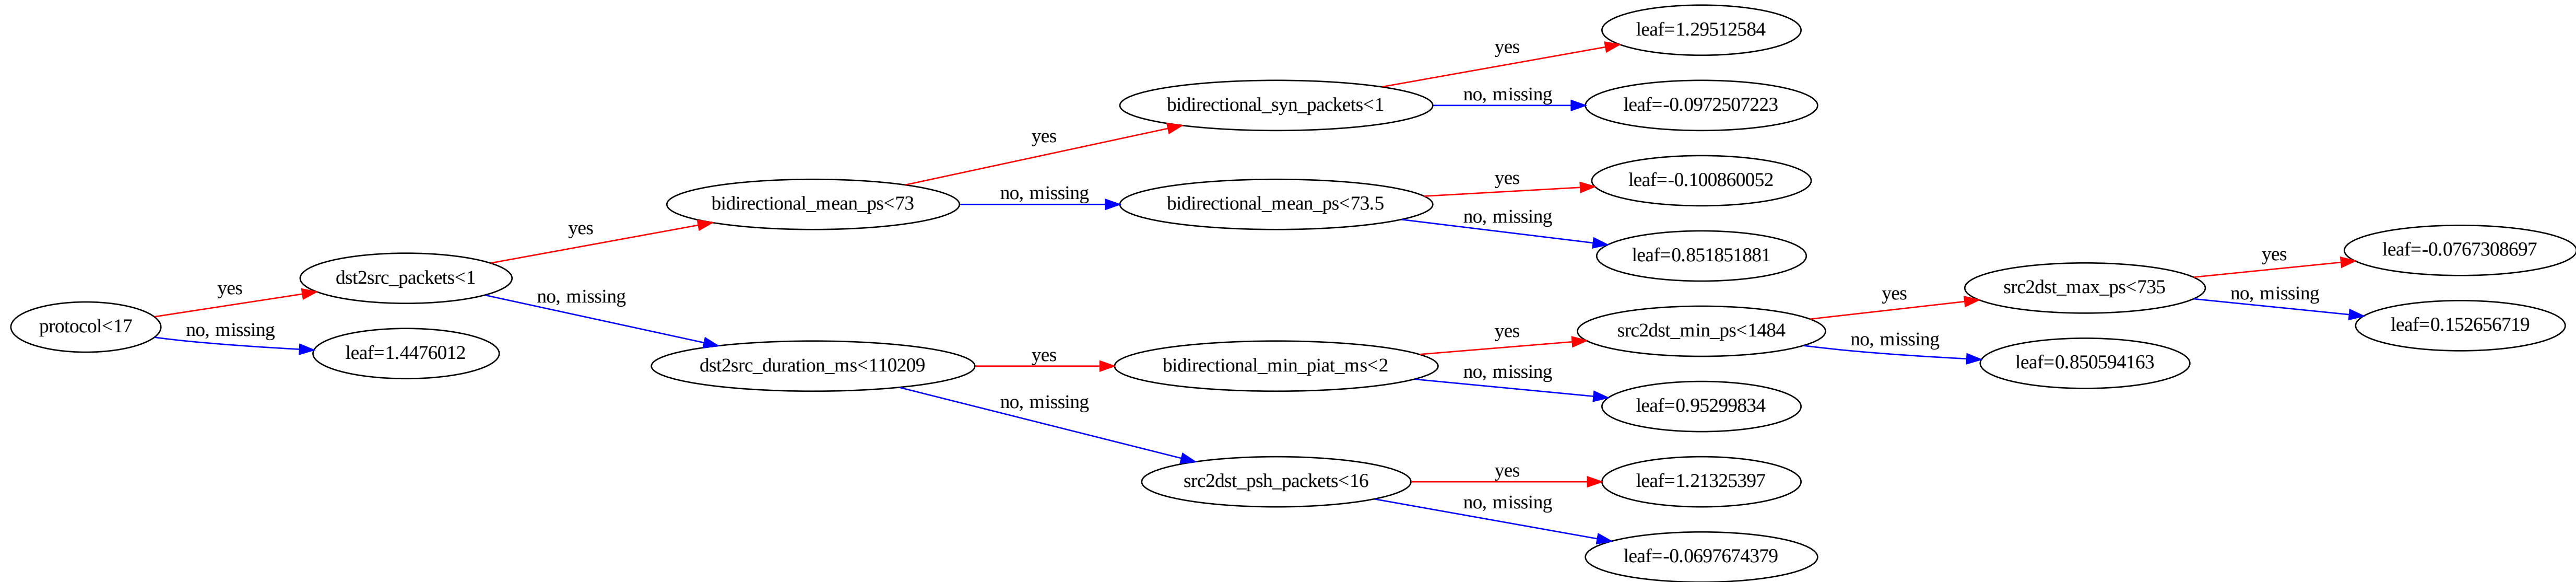 protocol<17
yes
no, missing
dst2src_packets<1
leaf=1.4476012
yes
no, missing
bidirectional_mean_ps<73
dst2src_duration_ms<110209
yes
no, missing
yes
no, missing
bidirectional_syn_packets<1
bidirectional_mean_ps<73.5
bidirectional_min_piat_ms<2
src2dst_psh_packets<16
yes
no, missing
yes
no, missing
yes
no, missing
yes
no, missing
leaf=1.29512584
leaf=-0.0972507223
leaf=-0.100860052
leaf=0.851851881
src2dst_min_ps<1484
leaf=0.95299834
leaf=1.21325397
leaf=-0.0697674379
yes
no, missing
src2dst_max_ps<735
leaf=0.850594163
yes
no, missing
leaf=-0.0767308697
leaf=0.152656719